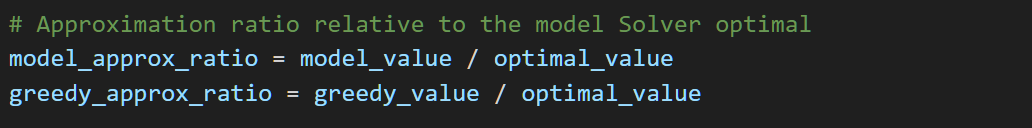 # Approximation ratio relative to the model Solver optimal
model_approx_ratio = model_value / optimal_value
greedy_approx_ratio = greedy_value / optimal_value